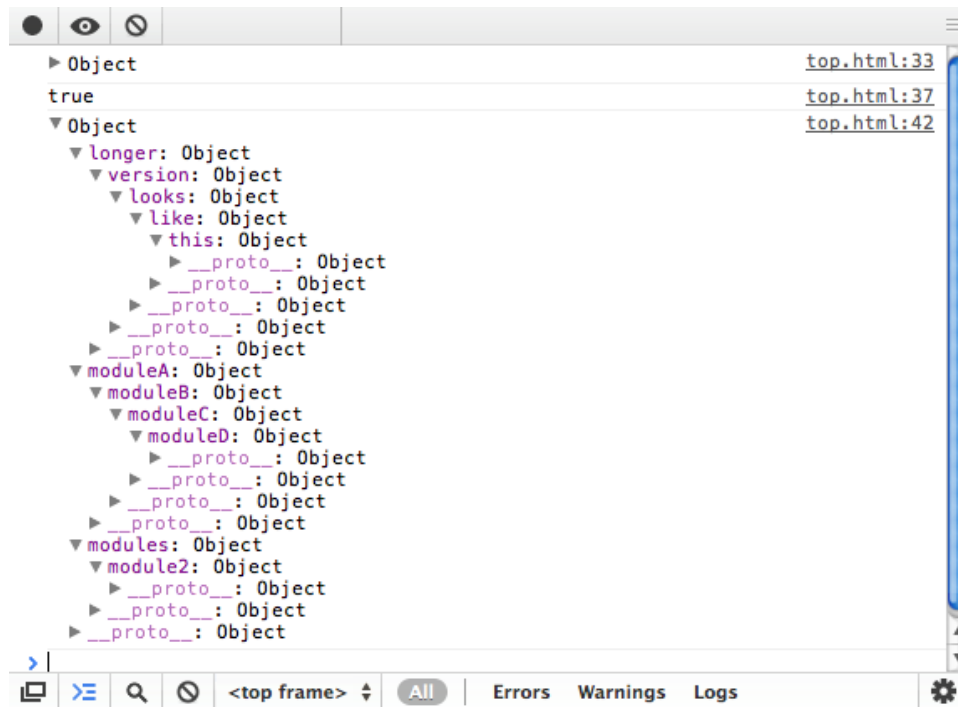 Object top.html:33
true top.html:37
Object top.html:42
longer: Object
version: Object
looks: Object
like: Object
this: Object
__proto__: Object
__proto__: Object
__proto__: Object
__proto__: Object
__proto__: Object
moduleA: Object
moduleB: Object
moduleC: Object
moduleD: Object
__proto__: Object
__proto__: Object
__proto__: Object
__proto__: Object
modules: Object
module2: Object
__proto__: Object
__proto__: Object
__proto__: Object
<top frame> All Errors Warnings Logs